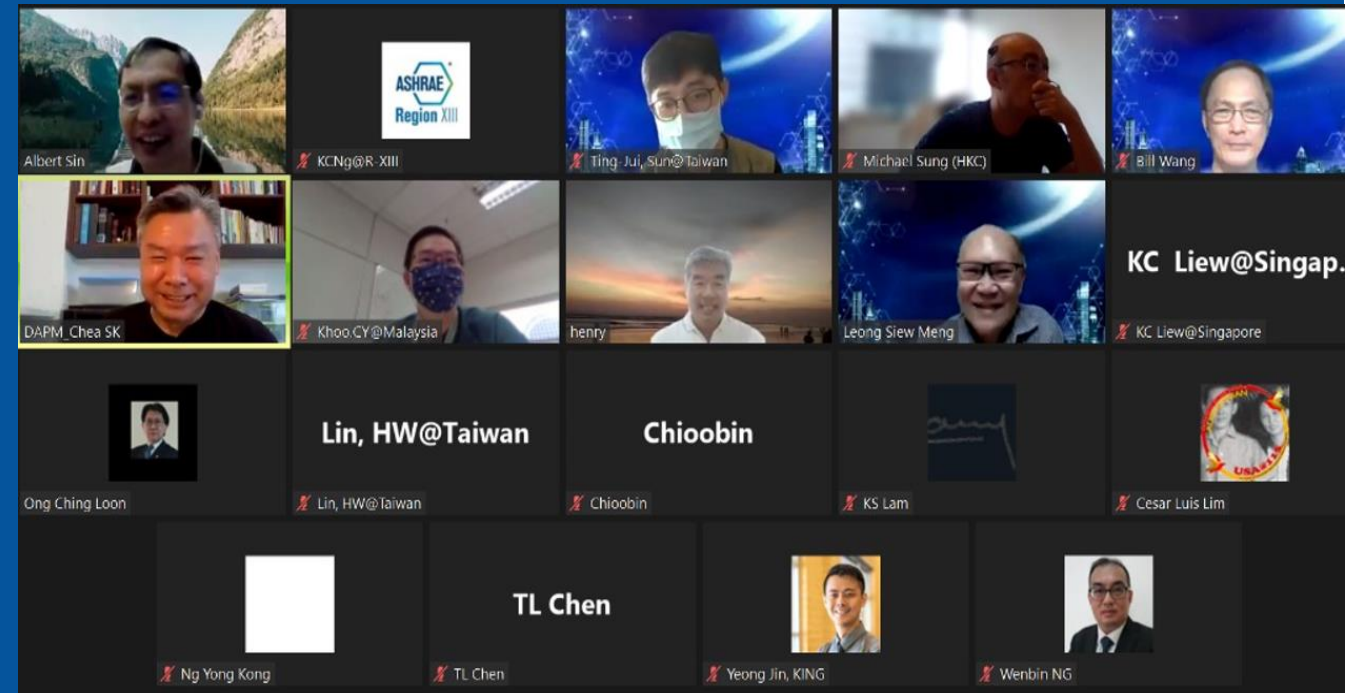 Albert Sin
ASHRAE
Region XIII
KCNg@R-XIII
Ting-Jui, Sun@Taiwan
Michael Sung (HKC)
Bill Wang
DAPM_Chea SK
Khoo.CY@Malaysia
henry
Leong Siew Meng
KC Liew@Singap.
KC Liew@Singapore
Ong Ching Loon
Lin, HW@Taiwan
Lin, HW@Taiwan
Chioobin
Chioobin
KS Lam
USAFFE
Cesar Luis Lim
Ng Yong Kong
TL Chen
TL Chen
Yeong Jin, KING
Wenbin NG